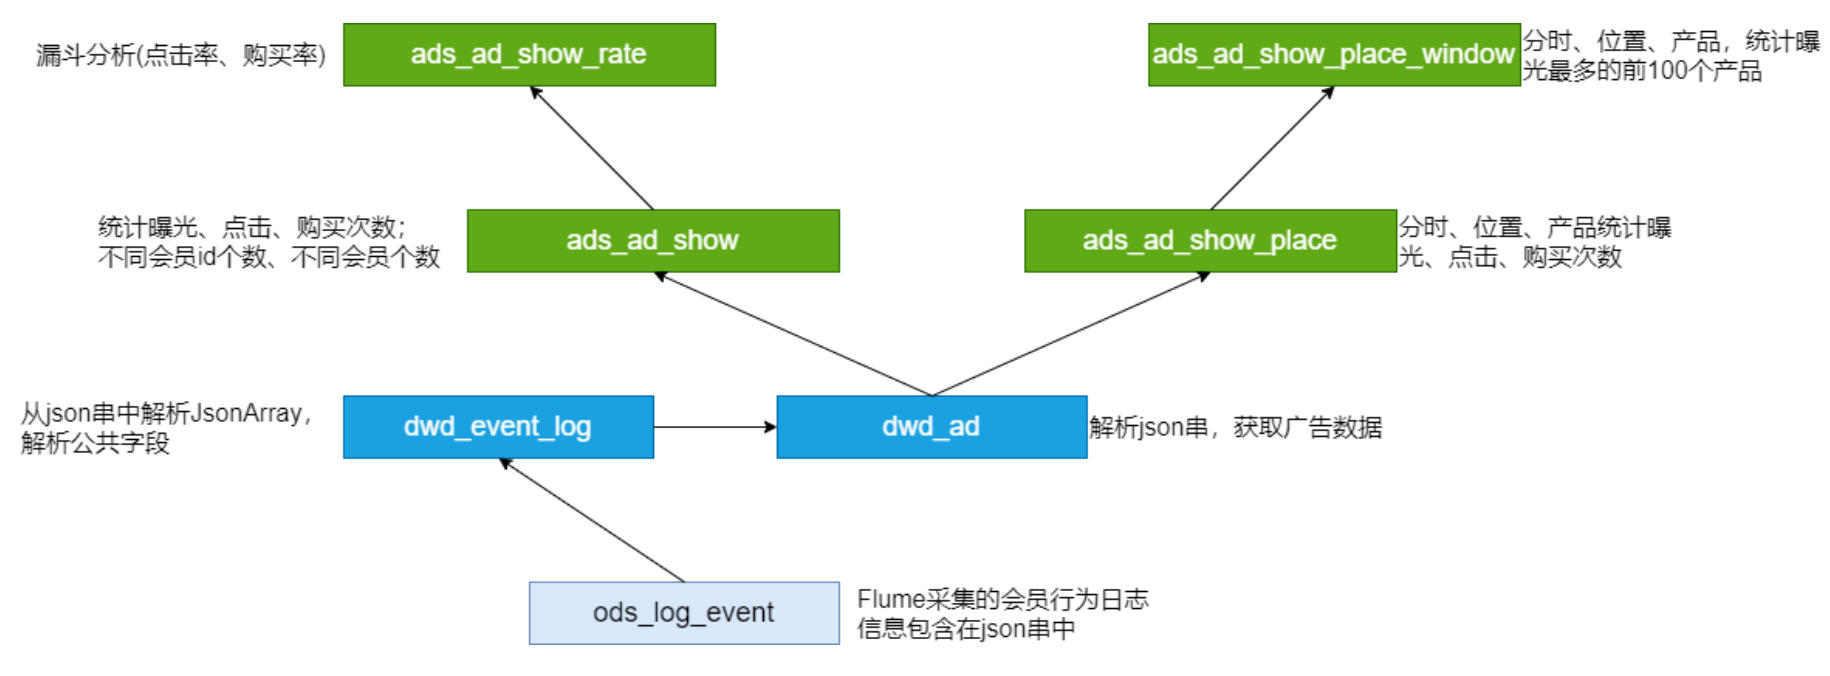 漏斗分析(点击率、购买率)
ads_ad_show_rate
ads_ad_show_place_window
分时、位置、产品，统计曝
光最多的前100个产品
统计曝光、点击、购买次数；
不同会员id个数、不同会员个数
ads_ad_show
ads_ad_show_place
分时、位置、产品统计曝
光、点击、购买次数
从json串中解析JsonArray，
解析公共字段
dwd_event_log
dwd_ad
解析json串，获取广告数据
ods_log_event
Flume采集的会员行为日志
信息包含在json串中